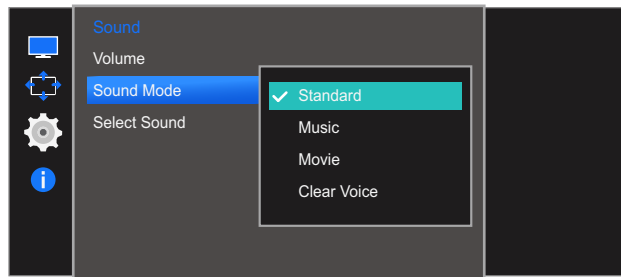 Sound
Volume
Sound Mode
Standard
Select Sound
Music
Movie
Clear Voice